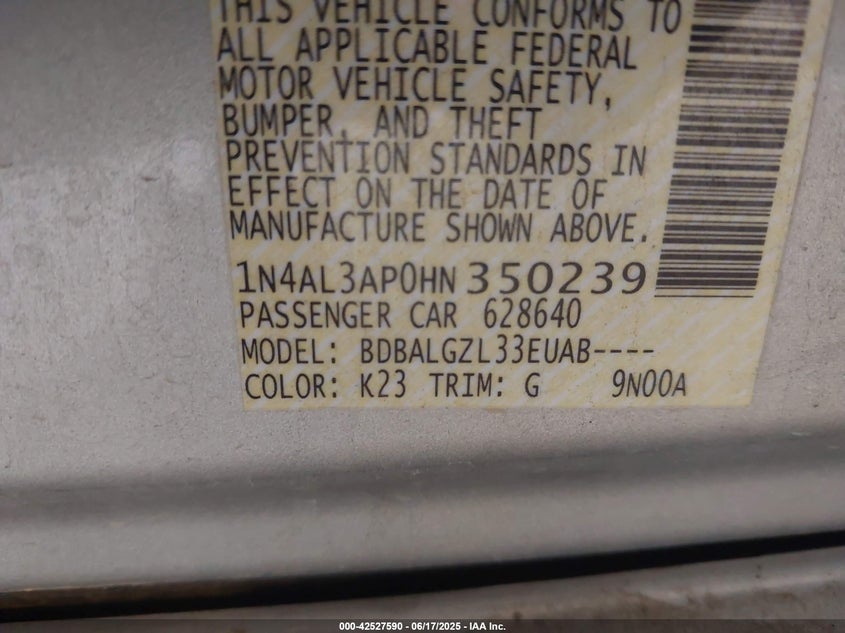 THIS VEHICLE CONFORMS TO
ALL APPLICABLE FEDERAL
MOTOR VEHICLE SAFETY,
BUMPER, AND THEFT
PREVENTION STANDARDS IN
EFFECT ON THE DATE OF
MANUFACTURE SHOWN ABOVE.
1N4AL3AP0HN350239
PASSENGER CAR 628640
MODEL: BDBALGZL33EUAB----
COLOR: K23 TRIM: G 9N00A
000-42527590 - 06/17/2025 - IAA Inc.